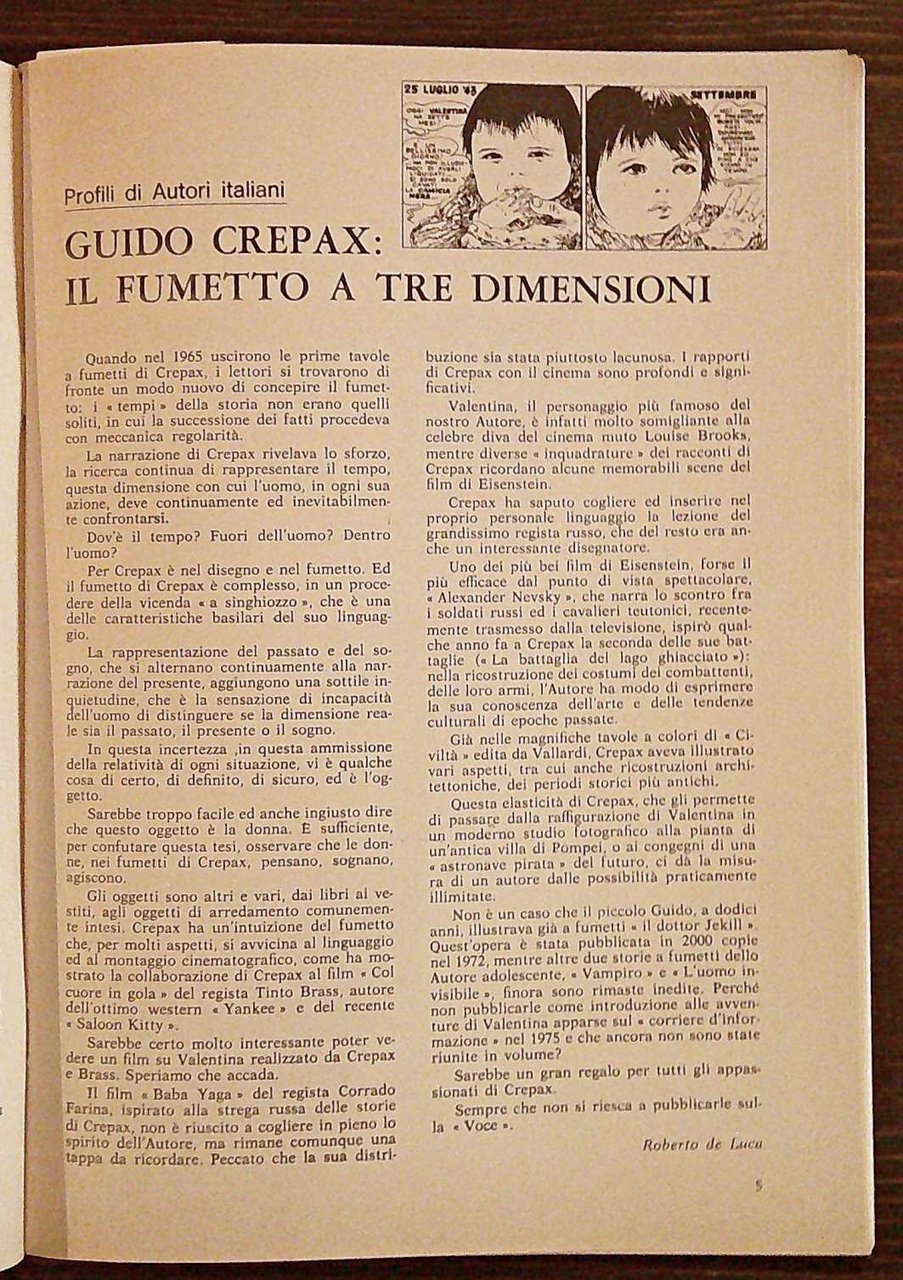 25 LUGLIO '43
OGGI VALENTINA
HA SETTE
MESI
È UN
BELLISSIMO
GIORNO!
SI SONO SOLO
CAVATI
LA CAMICIA
NERA
SETTEMBRE
Profili di Autori italiani
GUIDO CREPAX:
IL FUMETTO A TRE DIMENSIONI
Quando nel 1965 uscirono le prime tavole
a fumetti di Crepax, i lettori si trovarono di
fronte un modo nuovo di concepire il fumet-
to: i « tempi » della storia non erano quelli
soliti, in cui la successione dei fatti procedeva
con meccanica regolarità.
La narrazione di Crepax rivelava lo sforzo,
la ricerca continua di rappresentare il tempo,
questa dimensione con cui l'uomo, in ogni sua
azione, deve continuamente ed inevitabilmen-
te confrontarsi.
Dov'è il tempo? Fuori dell'uomo? Dentro
l'uomo?
Per Crepax è nel disegno e nel fumetto. Ed
il fumetto di Crepax è complesso, in un proce-
dere della vicenda « a singhiozzo », che è una
delle caratteristiche basilari del suo linguag-
gio.
La rappresentazione del passato e del so-
gno, che si alternano continuamente alla nar-
razione del presente, aggiungono una sottile in-
quietudine, che è la sensazione di incapacità
dell'uomo di distinguere se la dimensione rea-
le sia il passato, il presente o il sogno.
In questa incertezza ,in questa ammissione
della relatività di ogni situazione, vi è qualche
cosa di certo, di definito, di sicuro, ed è l'og-
getto.
Sarebbe troppo facile ed anche ingiusto dire
che questo oggetto è la donna. È sufficiente,
per confutare questa tesi, osservare che le don-
ne, nei fumetti di Crepax, pensano, sognano,
agiscono.
Gli oggetti sono altri e vari, dai libri ai ve-
stiti, agli oggetti di arredamento comunemen-
te intesi. Crepax ha un'intuizione del fumetto
che, per molti aspetti, si avvicina al linguaggio
ed al montaggio cinematografico, come ha mo-
strato la collaborazione di Crepax al film « Col
cuore in gola » del regista Tinto Brass, autore
dell'ottimo western « Yankee » e del recente
« Saloon Kitty ».
Sarebbe certo molto interessante poter ve-
dere un film su Valentina realizzato da Crepax
e Brass. Speriamo che accada.
Il film « Baba Yaga » del regista Corrado
Farina, ispirato alla strega russa delle storie
di Crepax, non è riuscito a cogliere in pieno lo
spirito dell'Autore, ma rimane comunque una
tappa da ricordare. Peccato che la sua distri-
buzione sia stata piuttosto lacunosa. I rapporti
di Crepax con il cinema sono profondi e signi-
ficativi.
Valentina, il personaggio più famoso del
nostro Autore, è infatti molto somigliante alla
celebre diva del cinema muto Louise Brooks,
mentre diverse « inquadrature » dei racconti di
Crepax ricordano alcune memorabili scene dei
film di Eisenstein.
Crepax ha saputo cogliere ed inserire nel
proprio personale linguaggio la lezione del
grandissimo regista russo, che del resto era an-
che un interessante disegnatore.
Uno dei più bei film di Eisenstein, forse il
più efficace dal punto di vista spettacolare,
« Alexander Nevsky », che narra lo scontro fra
i soldati russi ed i cavalieri teutonici, recente-
mente trasmesso dalla televisione, ispirò qual-
che anno fa a Crepax la seconda delle sue bat-
taglie (« La battaglia del lago ghiacciato »):
nella ricostruzione dei costumi dei combattenti,
delle loro armi, l'Autore ha modo di esprimere
la sua conoscenza dell'arte e delle tendenze
culturali di epoche passate.
Già nelle magnifiche tavole a colori di « Ci-
viltà » edita da Vallardi, Crepax aveva illustrato
vari aspetti, tra cui anche ricostruzioni archi-
tettoniche, dei periodi storici più antichi.
Questa elasticità di Crepax, che gli permette
di passare dalla raffigurazione di Valentina in
un moderno studio fotografico alla pianta di
un'antica villa di Pompei, o ai congegni di una
« astronave pirata » del futuro, ci dà la misu-
ra di un autore dalle possibilità praticamente
illimitate.
Non è un caso che il piccolo Guido, a dodici
anni, illustrava già a fumetti « il dottor Jekill ».
Quest'opera è stata pubblicata in 2000 copie
nel 1972, mentre altre due storie a fumetti dello
Autore adolescente, « Vampiro » e « L'uomo in-
visibile », finora sono rimaste inedite. Perché
non pubblicarle come introduzione alle avven-
ture di Valentina apparse sul « corriere d'infor-
mazione » nel 1975 e che ancora non sono state
riunite in volume?
Sarebbe un gran regalo per tutti gli appas-
sionati di Crepax.
Sempre che non si riesca a pubblicarle sul-
la « Voce ».
Roberto de Luca
9